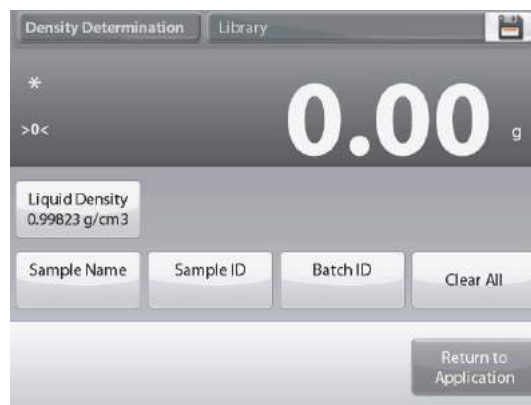 Density Determination
Library
*
>0<
0.00 g
Liquid Density
0.99823 g/cm3
Sample Name
Sample ID
Batch ID
Clear All
Return to
Application